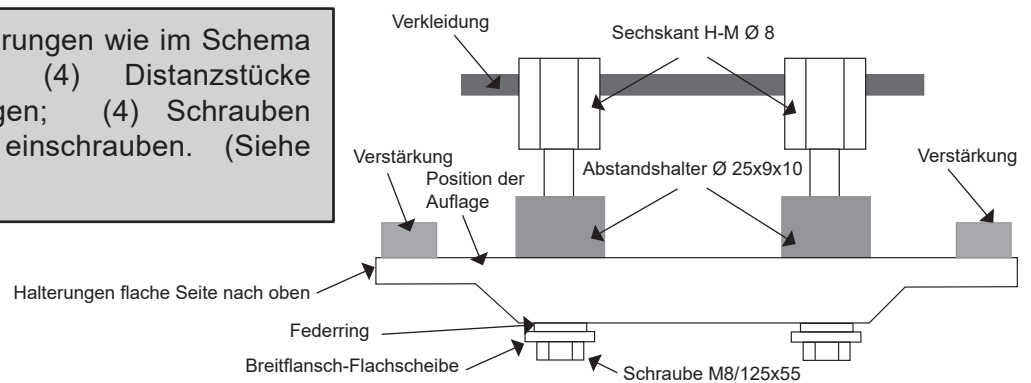 rungen wie im Schema
(4) Distanzstücke
gen; (4) Schrauben
einschrauben. (Siehe
Verkleidung
Sechskant H-M Ø 8
Verstärkung
Position der
Auflage
Abstandshalter Ø 25x9x10
Verstärkung
Halterungen flache Seite nach oben
Federring
Breitflansch-Flachscheibe
Schraube M8/125x55